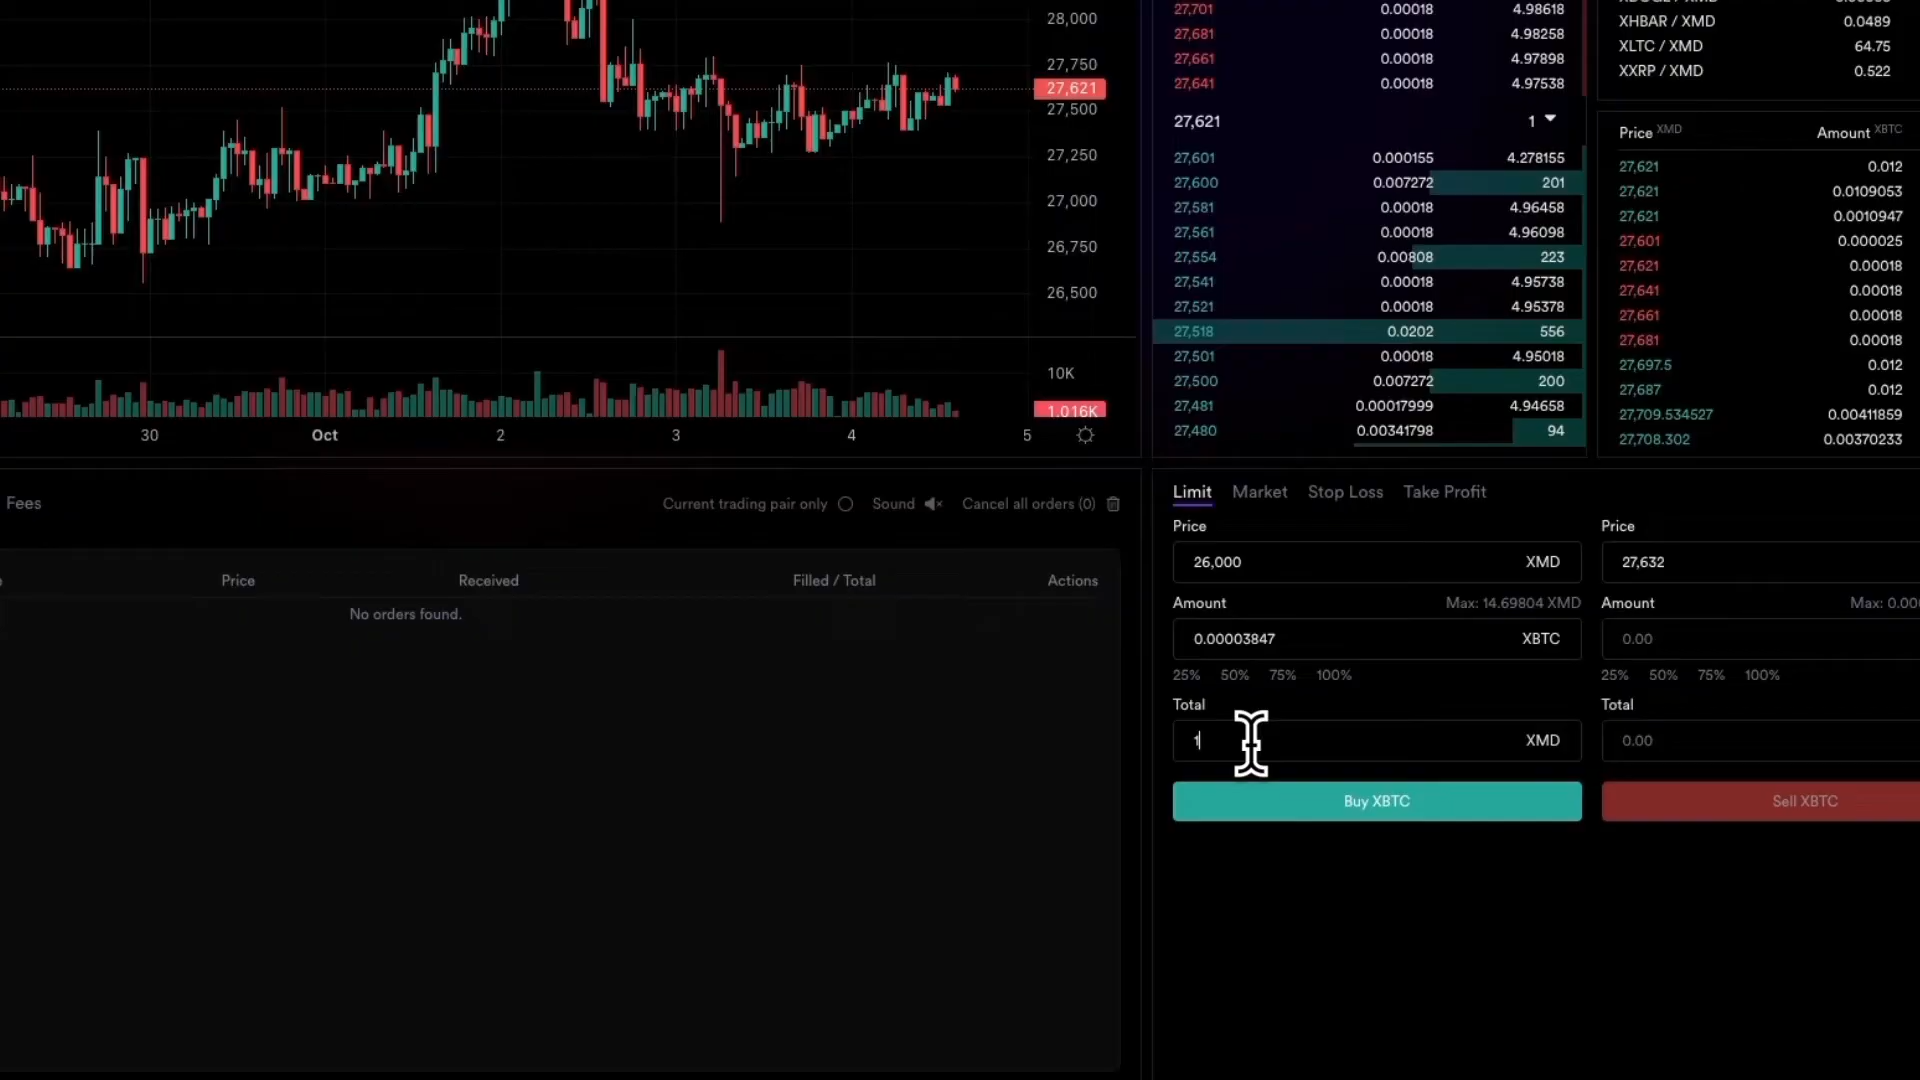 28,000
27,750
27,621
27,500
27,250
27,000
26,750
26,500
10K
1.016K
30 Oct 2 3 4 5
27,701 0.00018 4.98618
27,681 0.00018 4.98258
27,661 0.00018 4.97898
27,641 0.00018 4.97538
27,621 1
27,601 0.000155 4.278155
27,600 0.007272 201
27,581 0.00018 4.96458
27,561 0.00018 4.96098
27,554 0.00808 223
27,541 0.00018 4.95738
27,521 0.00018 4.95378
27,518 0.0202 556
27,501 0.00018 4.95018
27,500 0.007272 200
27,481 0.00017999 4.94658
27,480 0.00341798 94
XHBAR / XMD 0.0489
XLTC / XMD 64.75
XXRP / XMD 0.522
Price XMD Amount XBTC
27,621 0.012
27,621 0.0109053
27,621 0.0010947
27,601 0.000025
27,621 0.00018
27,641 0.00018
27,661 0.00018
27,681 0.00018
27,697.5 0.012
27,687 0.012
27,709.534527 0.00411859
27,708.302 0.00370233
Fees Current trading pair only Sound Cancel all orders (0)
Price Received Filled / Total Actions
No orders found.
Limit Market Stop Loss Take Profit
Price
26,000 XMD
Amount Max: 14.69804 XMD
0.00003847 XBTC
25% 50% 75% 100%
Total
1 XMD
Buy XBTC
Price
27,632
Amount Max: 0.00
0.00
25% 50% 75% 100%
Total
0.00
Sell XBTC